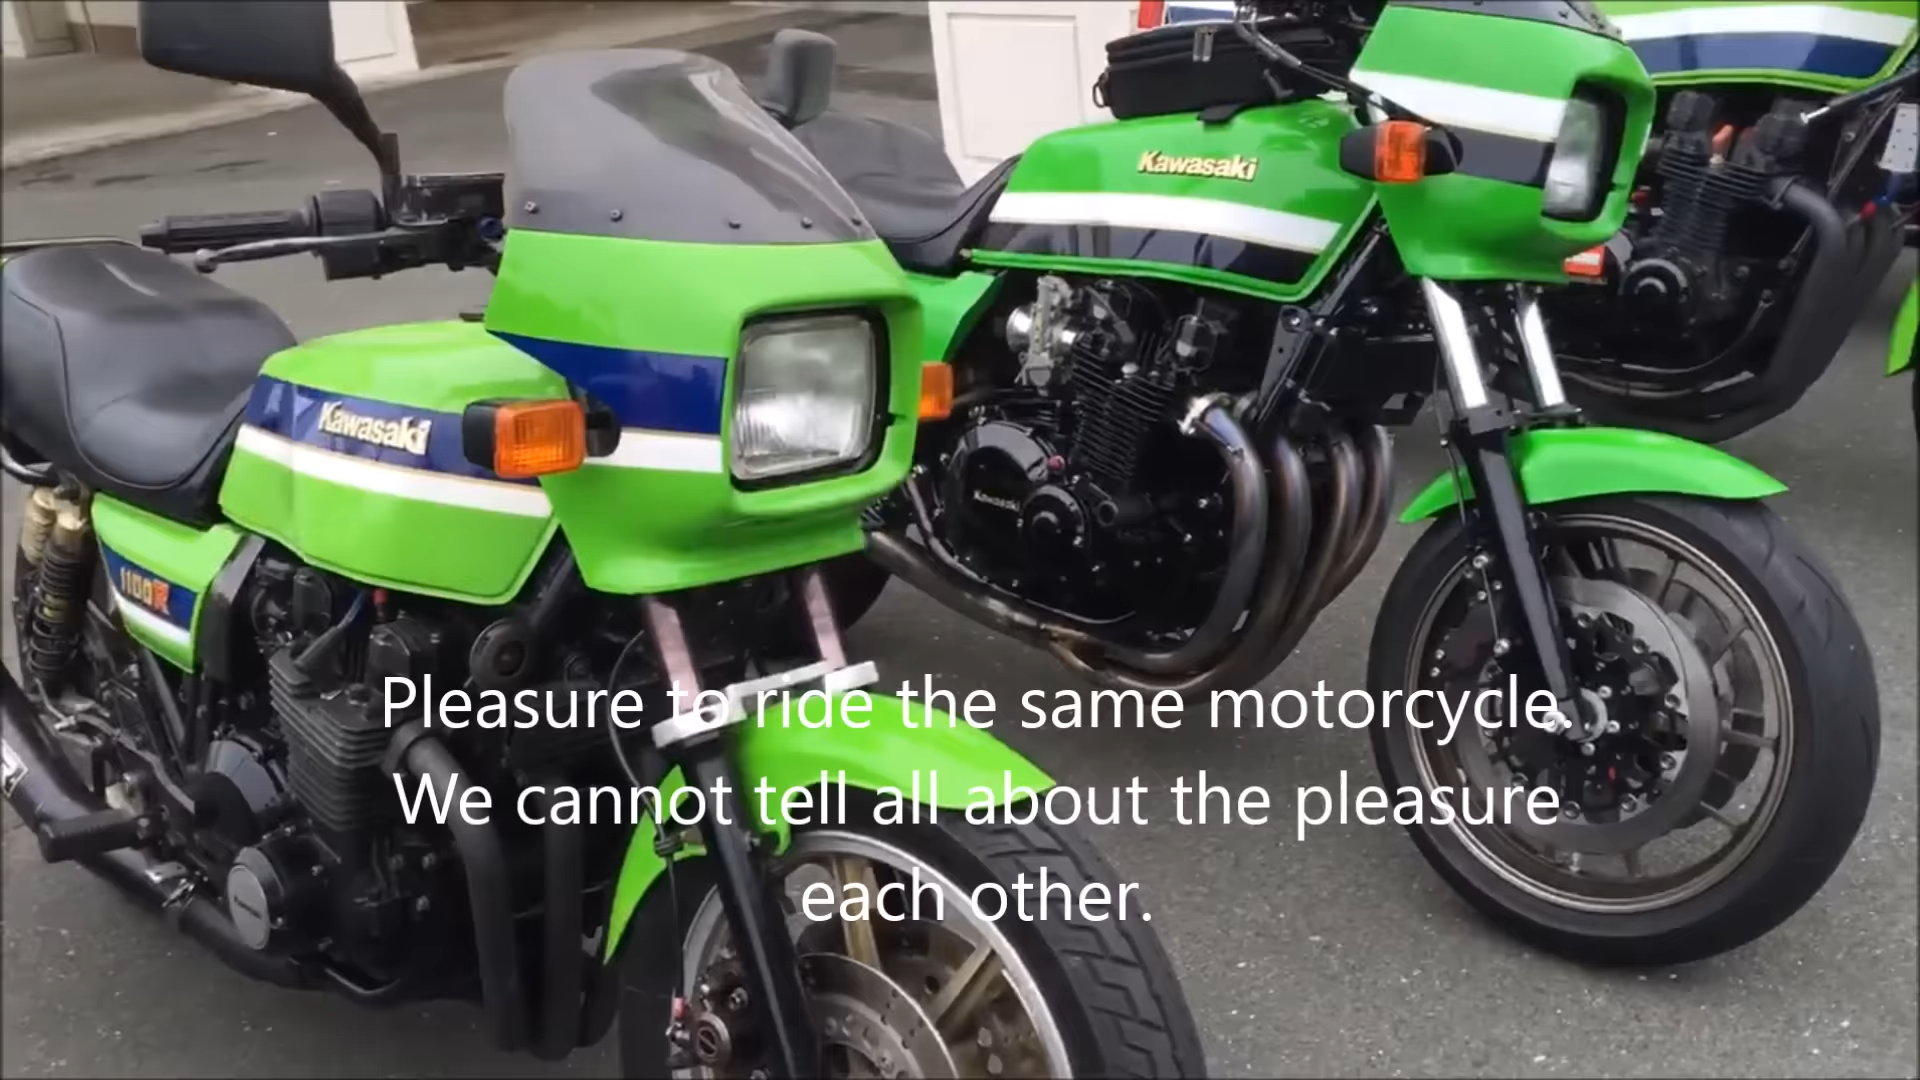 Kawasaki
Kawasaki
1100R
Kawasaki
Pleasure to ride the same motorcycle.
We cannot tell all about the pleasure
each other.